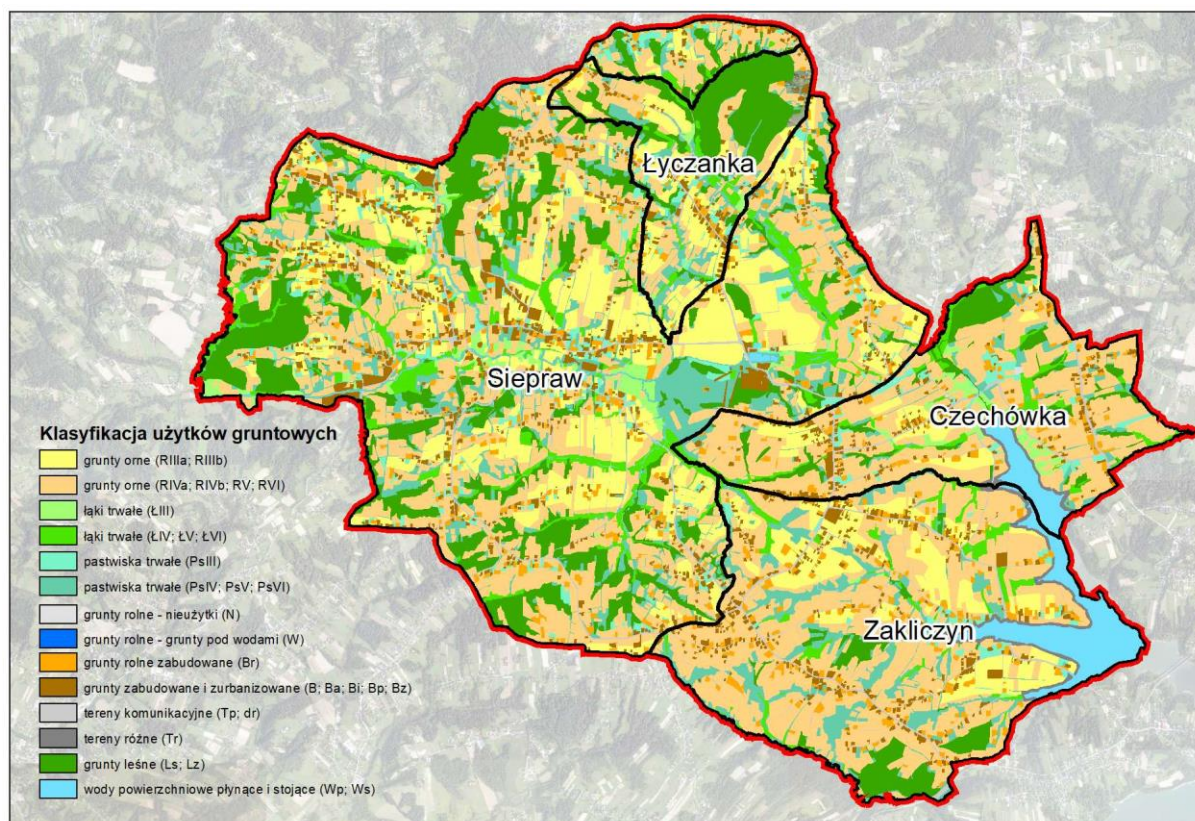 Łyczanka
Siepraw
Czechówka
Zakliczyn
Klasyfikacja użytków gruntowych
grunty orne (RIIIa; RIIIb)
grunty orne (RIVa; RIVb; RV; RVI)
łąki trwałe (ŁIII)
łąki trwałe (ŁIV; ŁV; ŁVI)
pastwiska trwałe (PsIII)
pastwiska trwałe (PsIV; PsV; PsVI)
grunty rolne - nieużytki (N)
grunty rolne - grunty pod wodami (W)
grunty rolne zabudowane (Br)
grunty zabudowane i zurbanizowane (B; Ba; Bi; Bp; Bz)
tereny komunikacyjne (Tp; dr)
tereny różne (Tr)
grunty leśne (Ls; Lz)
wody powierzchniowe płynące i stojące (Wp; Ws)